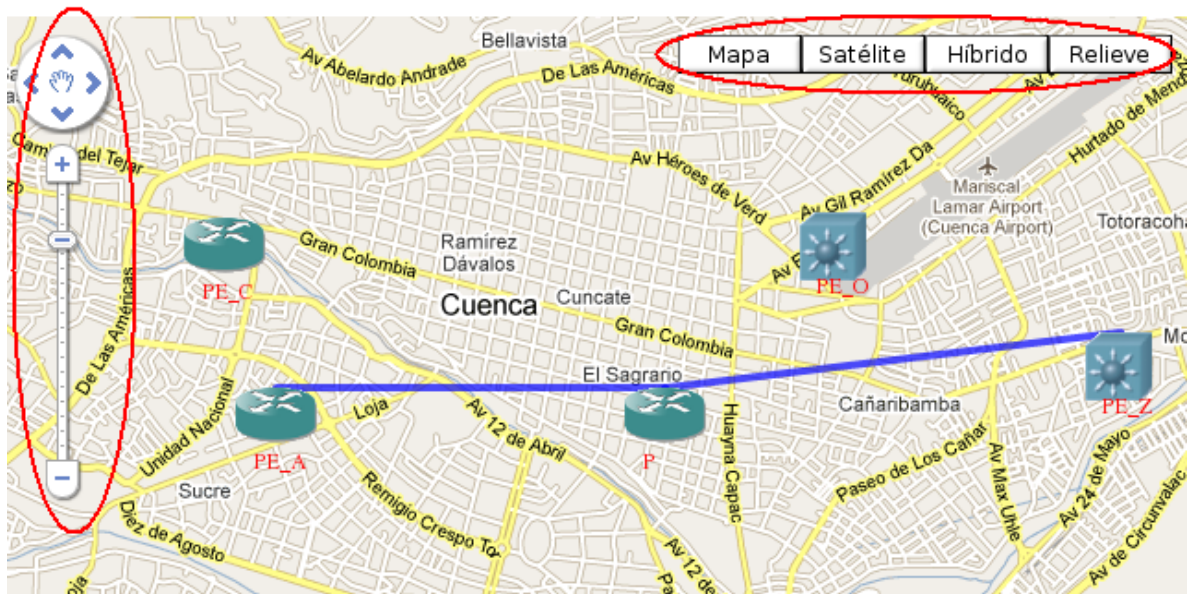 Bellavista
Av Abelardo Andrade
De Las Américas
Mapa
Satélite
Híbrido
Relieve
Hurtado de Mendo
del Tejar
Av Héroes de Verd
Av Gil Ramírez Da
Mariscal
Lamar Airport
(Cuenca Airport)
Totoracoha
Ramírez
Dávalos
Gran Colombia
PE_C
PE_O
Cuenca
Cuncate
Gran Colombia
De Las Américas
El Sagrario
Cañaribamba
PE_Z
Unidad Nacional
Loja
Av 12 de Abril
Huayna Capac
PE_A
P
Paseo de Los Cañar
Av Max Uhle
Av 24 de Mayo
Sucre
Remigio Crespo To
Diez de Agosto
Av 12 de
Av de Circunvalac